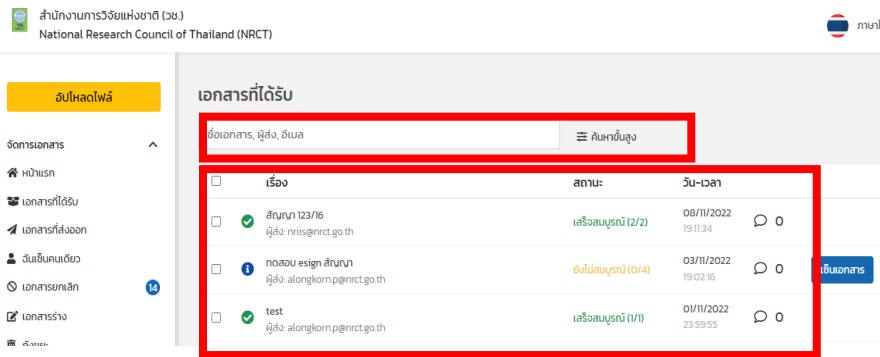 สำนักงานการวิจัยแห่งชาติ (วช.)
National Research Council of Thailand (NRCT)
อัปโหลดไฟล์
จัดการเอกสาร
หน้าแรก
เอกสารที่ได้รับ
เอกสารที่ส่งออก
ฉันเซ็นคนเดียว
เอกสารยกเลิก 14
เอกสารร่าง
เอกสารที่ได้รับ
ชื่อเอกสาร, ผู้ส่ง, อีเมล ค้นหาขั้นสูง
เรื่อง สถานะ วัน-เวลา
สัญญา 123/16 เสร็จสมบูรณ์ (2/2) 08/11/2022 0
ผู้ส่ง: nriis@nrct.go.th 19:11:34
ทดสอบ esign สัญญา ยังไม่สมบูรณ์ (0/4) 03/11/2022 0 เซ็นเอกสาร
ผู้ส่ง: alongkorn.p@nrct.go.th 19:02:16
test เสร็จสมบูรณ์ (1/1) 01/11/2022 0
ผู้ส่ง: alongkorn.p@nrct.go.th 23:59:55